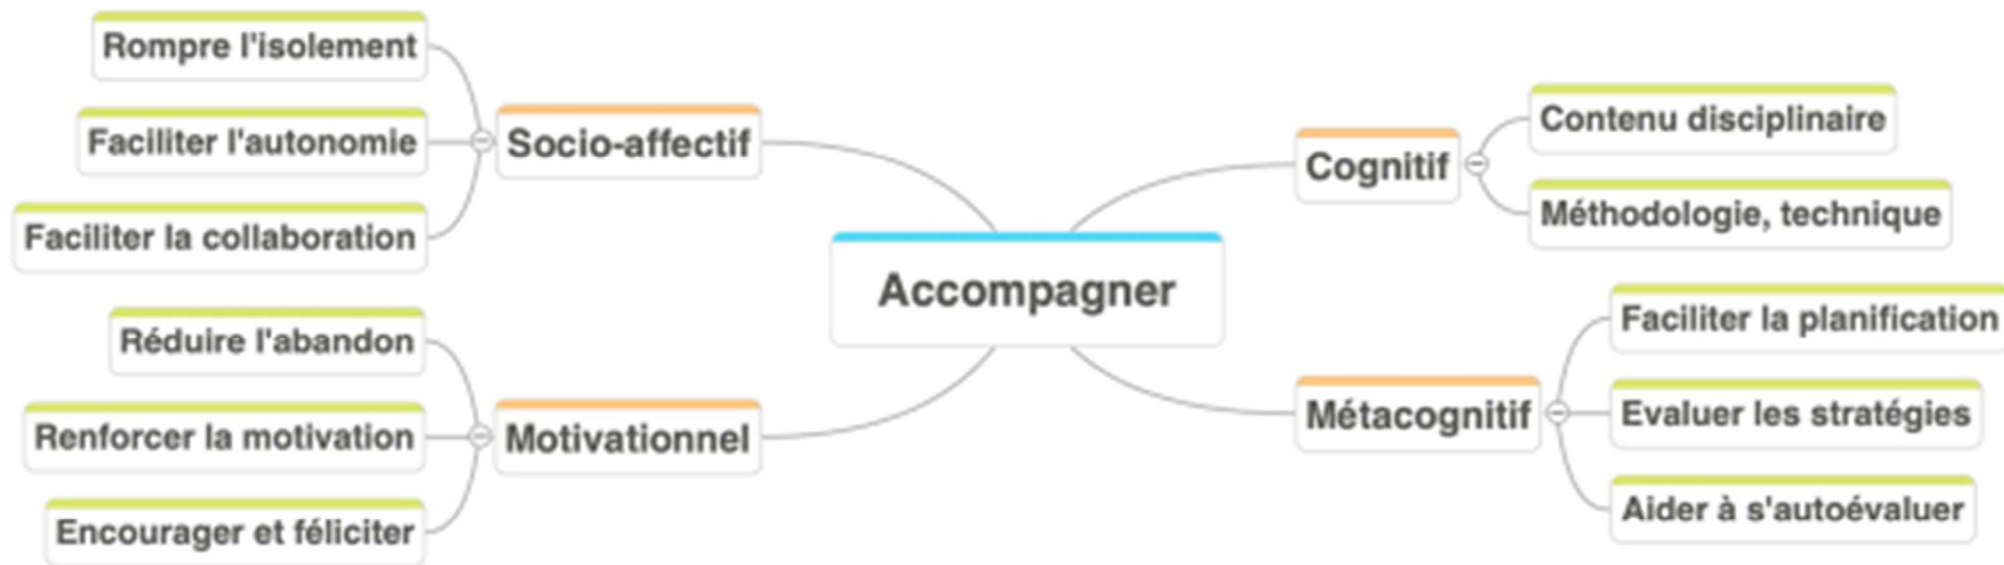 Accompagner
Socio-affectif
Rompre l'isolement
Faciliter l'autonomie
Faciliter la collaboration
Motivationnel
Réduire l'abandon
Renforcer la motivation
Encourager et féliciter
Cognitif
Contenu disciplinaire
Méthodologie, technique
Métacognitif
Faciliter la planification
Evaluer les stratégies
Aider à s'autoévaluer